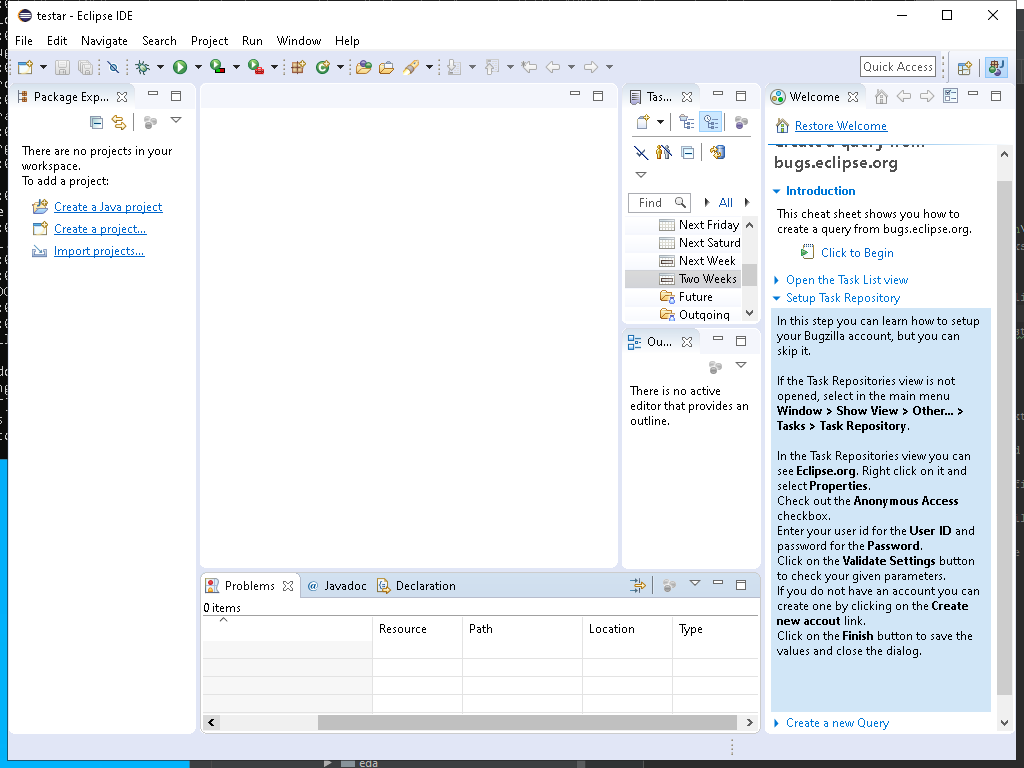 testar - Eclipse IDE
File Edit Navigate Search Project Run Window Help
Quick Access
Package Exp...
There are no projects in your
workspace.
To add a project:
Create a Java project
Create a project...
Import projects...
Tas...
Find
All
Next Friday
Next Saturd
Next Week
Two Weeks
Future
Outgoing
Ou...
There is no active
editor that provides an
outline.
Problems
@ Javadoc
Declaration
0 items
Resource Path Location Type
Welcome
Restore Welcome
Create a query from
bugs.eclipse.org
Introduction
This cheat sheet shows you how to
create a query from bugs.eclipse.org.
Click to Begin
Open the Task List view
Setup Task Repository
In this step you can learn how to setup
your Bugzilla account, but you can
skip it.
If the Task Repositories view is not
opened, select in the main menu
Window > Show View > Other... >
Tasks > Task Repository.
In the Task Repositories view you can
see Eclipse.org. Right click on it and
select Properties.
Check out the Anonymous Access
checkbox.
Enter your user id for the User ID and
password for the Password.
Click on the Validate Settings button
to check your given parameters.
If you do not have an account you can
create one by clicking on the Create
new accout link.
Click on the Finish button to save the
values and close the dialog.
Create a new Query
eda